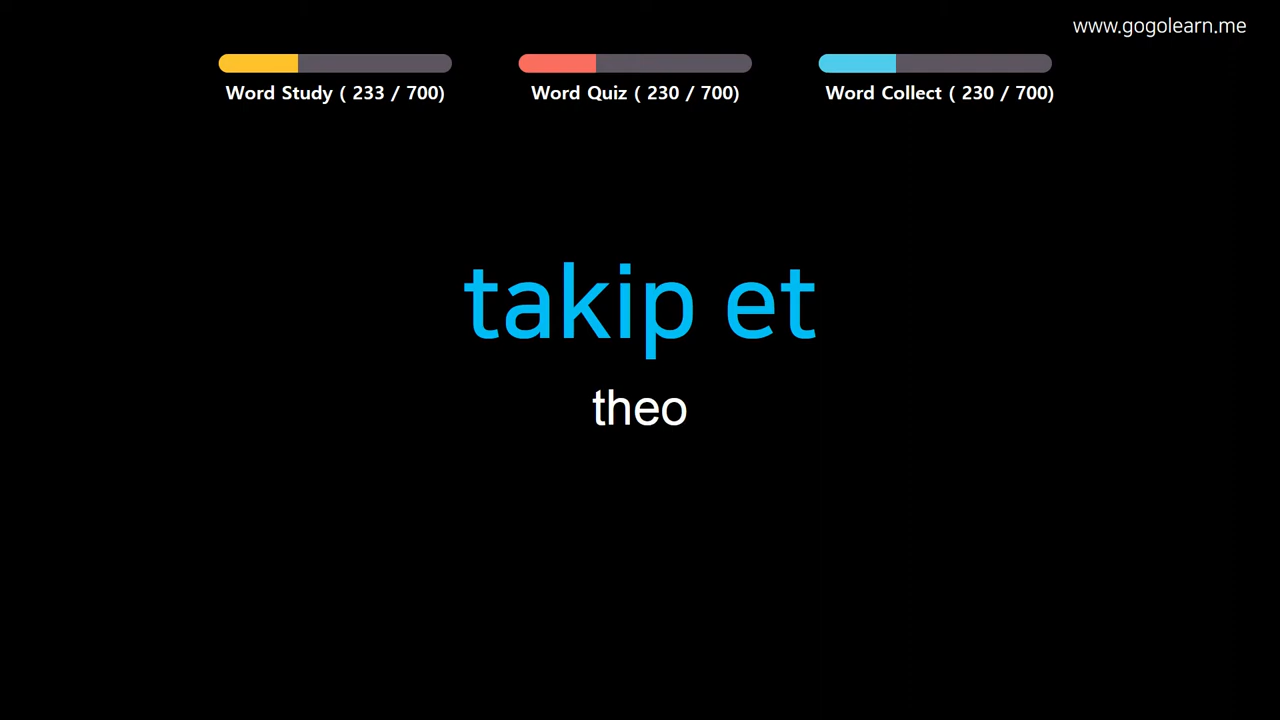 www.gogolearn.me
Word Study ( 233 / 700)
Word Quiz ( 230 / 700)
Word Collect ( 230 / 700)
takip et
theo